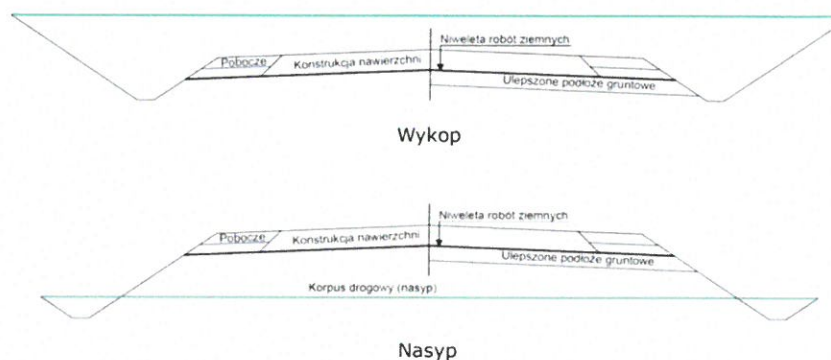 Niweleta robót ziemnych
Pobocze
Konstrukcja nawierzchni
Ulepszone podłoże gruntowe
Wykop
Niweleta robót ziemnych
Pobocze
Konstrukcja nawierzchni
Ulepszone podłoże gruntowe
Korpus drogowy (nasyp)
Nasyp